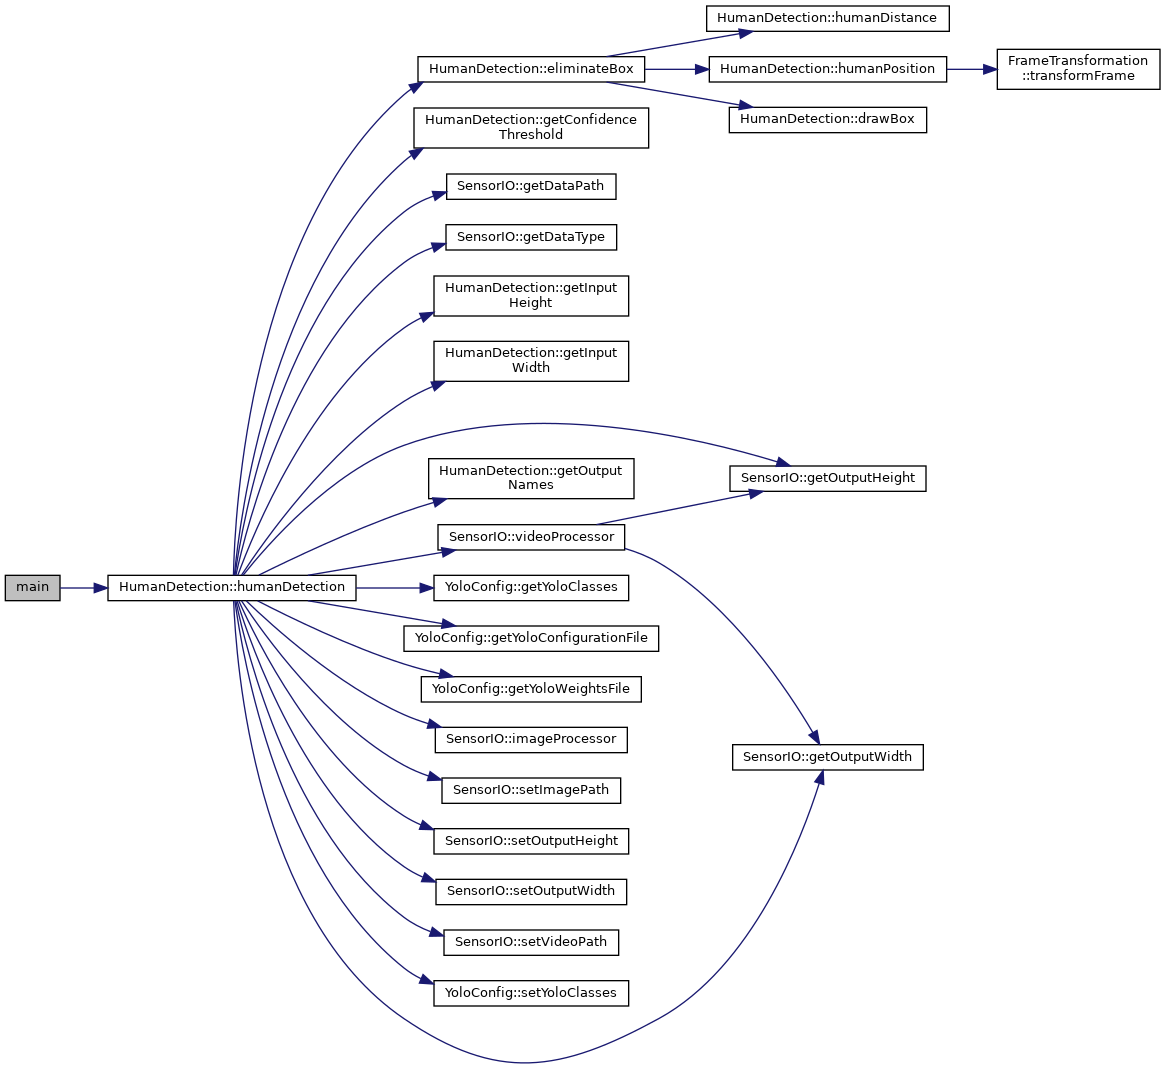 HumanDetection::humanDistance
HumanDetection::eliminateBox
HumanDetection::humanPosition
FrameTransformation
::transformFrame
HumanDetection::drawBox
HumanDetection::getConfidence
Threshold
SensorIO::getDataPath
SensorIO::getDataType
HumanDetection::getInput
Height
HumanDetection::getInput
Width
HumanDetection::getOutput
Names
SensorIO::getOutputHeight
SensorIO::videoProcessor
main
HumanDetection::humanDetection
YoloConfig::getYoloClasses
YoloConfig::getYoloConfigurationFile
YoloConfig::getYoloWeightsFile
SensorIO::imageProcessor
SensorIO::getOutputWidth
SensorIO::setImagePath
SensorIO::setOutputHeight
SensorIO::setOutputWidth
SensorIO::setVideoPath
YoloConfig::setYoloClasses